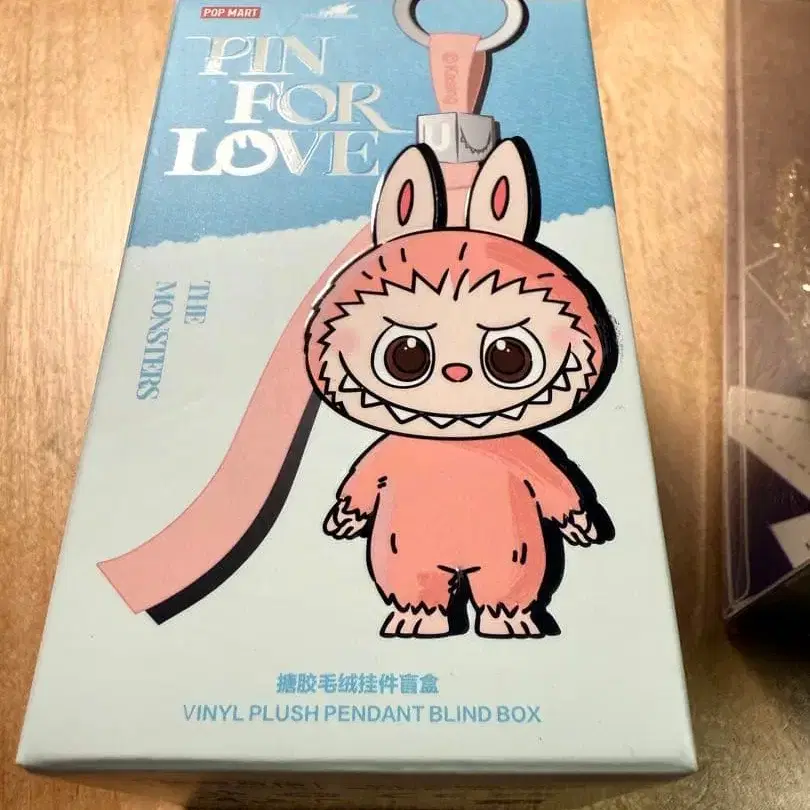 POP MART
PIN
FOR
LOVE
THE
MONSTERS
U
搪胶毛绒挂件盲盒
VINYL PLUSH PENDANT BLIND BOX